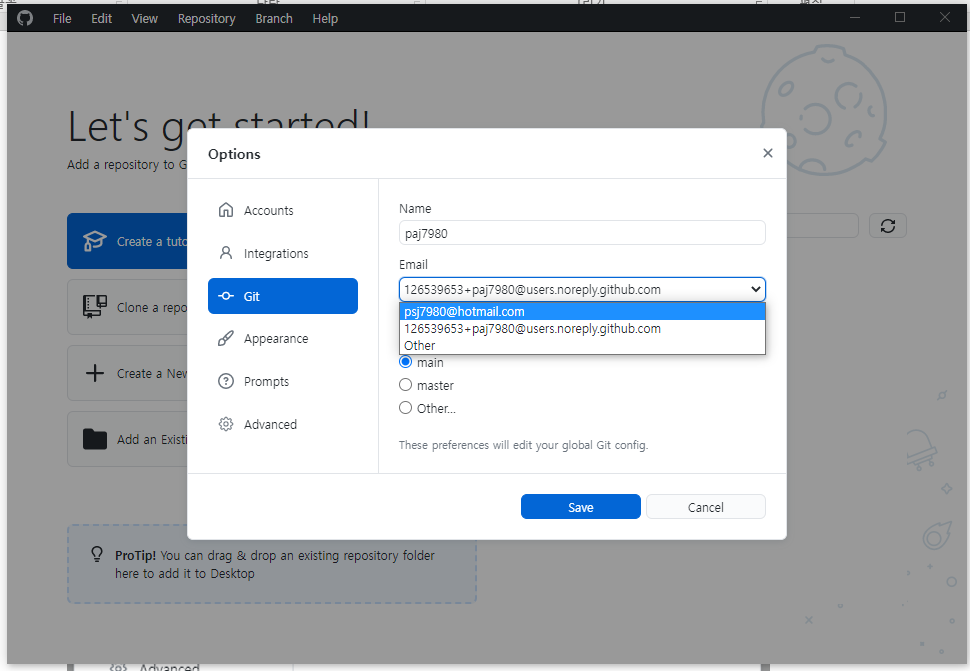 File Edit View Repository Branch Help
Let's get started!
Add a repository to G
Options
Create a tuto
Clone a repo
Create a New
Add an Existi
Accounts
Integrations
Git
Appearance
Prompts
Advanced
Name
paj7980
Email
126539653+paj7980@users.noreply.github.com
psj7980@hotmail.com
126539653+paj7980@users.noreply.github.com
Other
main
master
Other...
These preferences will edit your global Git config.
Save Cancel
ProTip! You can drag & drop an existing repository folder
here to add it to Desktop
Advanced